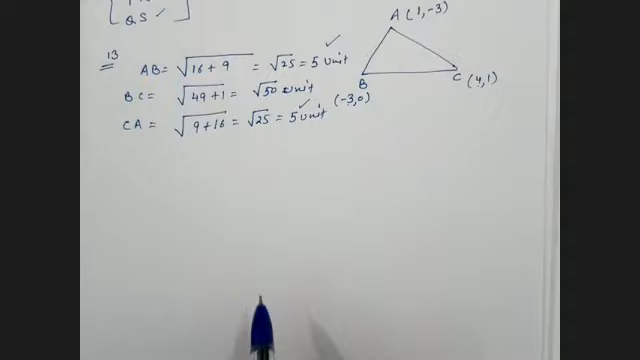 QS ✓
A (1, -3)
13
AB = √16 + 9 = √25 = 5 Unit ✓
BC = √49 + 1 = √50 Unit
B
C (4, 1)
(-3, 0)
CA = √9 + 16 = √25 = 5 Unit ✓